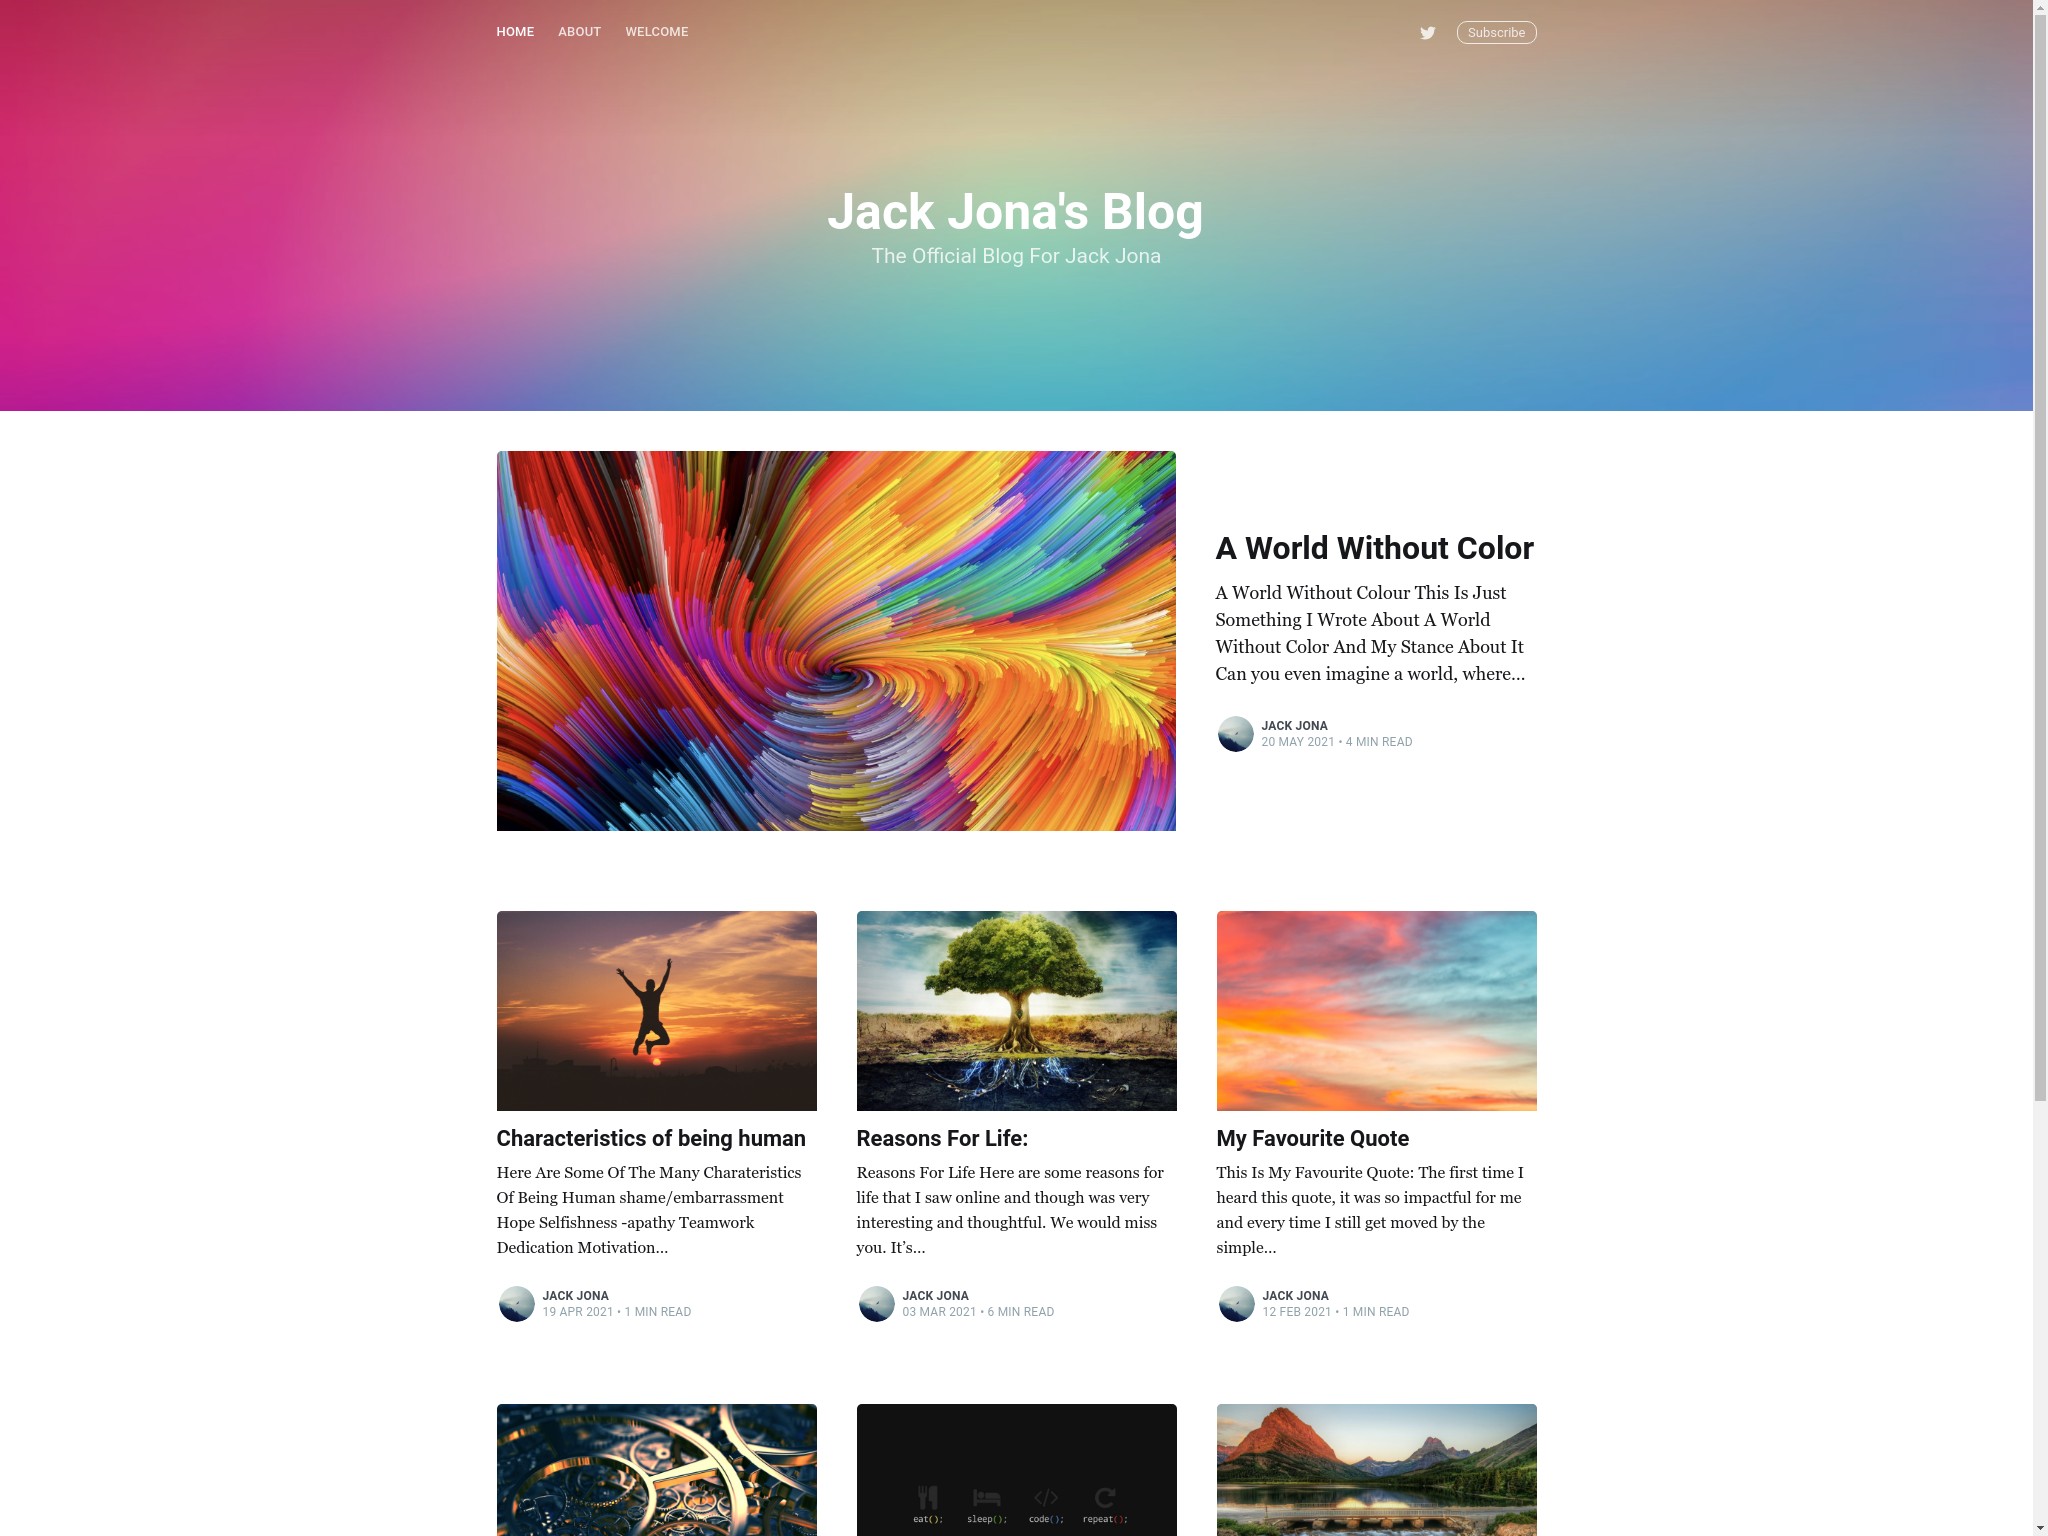 HOME ABOUT WELCOME Subscribe
Jack Jona's Blog
The Official Blog For Jack Jona
A World Without Color
A World Without Colour This Is Just
Something I Wrote About A World
Without Color And My Stance About It
Can you even imagine a world, where...
JACK JONA
20 MAY 2021 • 4 MIN READ
Characteristics of being human
Here Are Some Of The Many Charateristics
Of Being Human shame/embarrassment
Hope Selfishness -apathy Teamwork
Dedication Motivation...
JACK JONA
19 APR 2021 • 1 MIN READ
Reasons For Life:
Reasons For Life Here are some reasons for
life that I saw online and though was very
interesting and thoughtful. We would miss
you. It’s...
JACK JONA
03 MAR 2021 • 6 MIN READ
My Favourite Quote
This Is My Favourite Quote: The first time I
heard this quote, it was so impactful for me
and every time I still get moved by the
simple...
JACK JONA
12 FEB 2021 • 1 MIN READ
eat(); sleep(); code(); repeat();